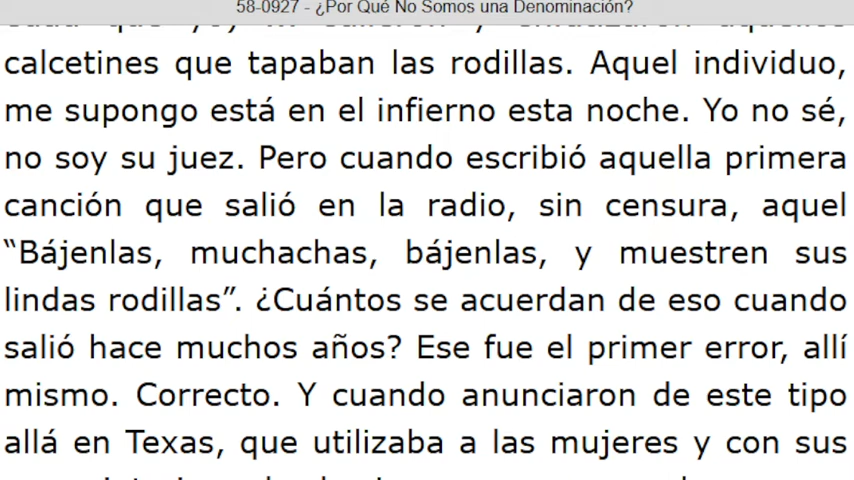 58-0927 - ¿Por Qué No Somos una Denominación?
calcetines que tapaban las rodillas. Aquel individuo,
me supongo está en el infierno esta noche. Yo no sé,
no soy su juez. Pero cuando escribió aquella primera
canción que salió en la radio, sin censura, aquel
“Bájenlas, muchachas, bájenlas, y muestren sus
lindas rodillas”. ¿Cuántos se acuerdan de eso cuando
salió hace muchos años? Ese fue el primer error, allí
mismo. Correcto. Y cuando anunciaron de este tipo
allá en Texas, que utilizaba a las mujeres y con sus